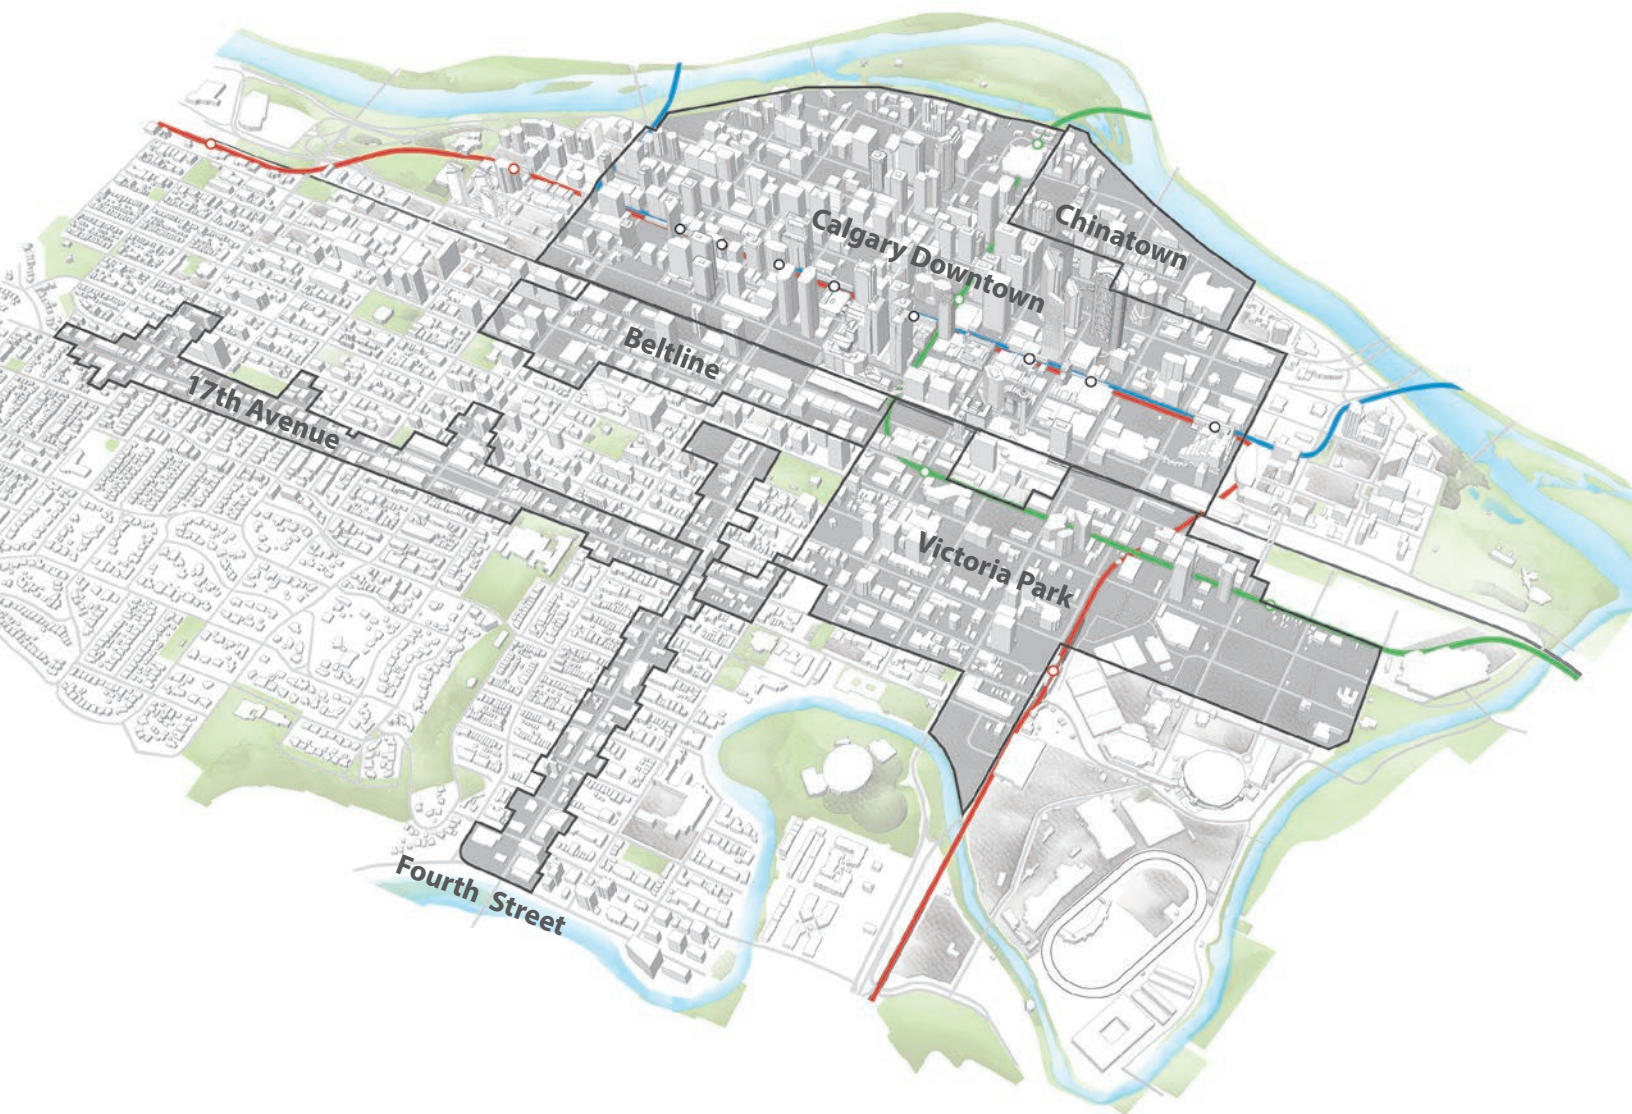 Chinatown
Calgary Downtown
Beltline
17th Avenue
Victoria Park
Fourth Street